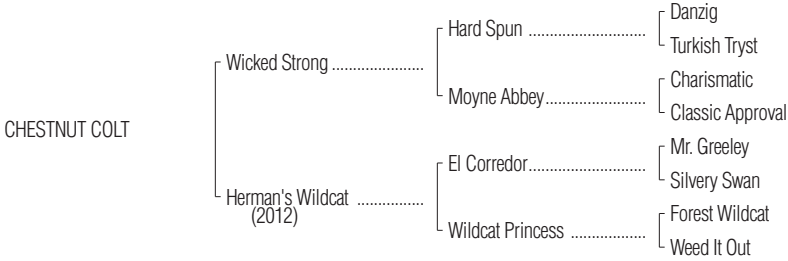 Danzig
Hard Spun ..........................
Turkish Tryst
Wicked Strong .....................
Charismatic
Moyne Abbey.......................
Classic Approval
CHESTNUT COLT
Mr. Greeley
El Corredor...........................
Silvery Swan
Herman's Wildcat ...............
(2012)
Forest Wildcat
Wildcat Princess .................
Weed It Out